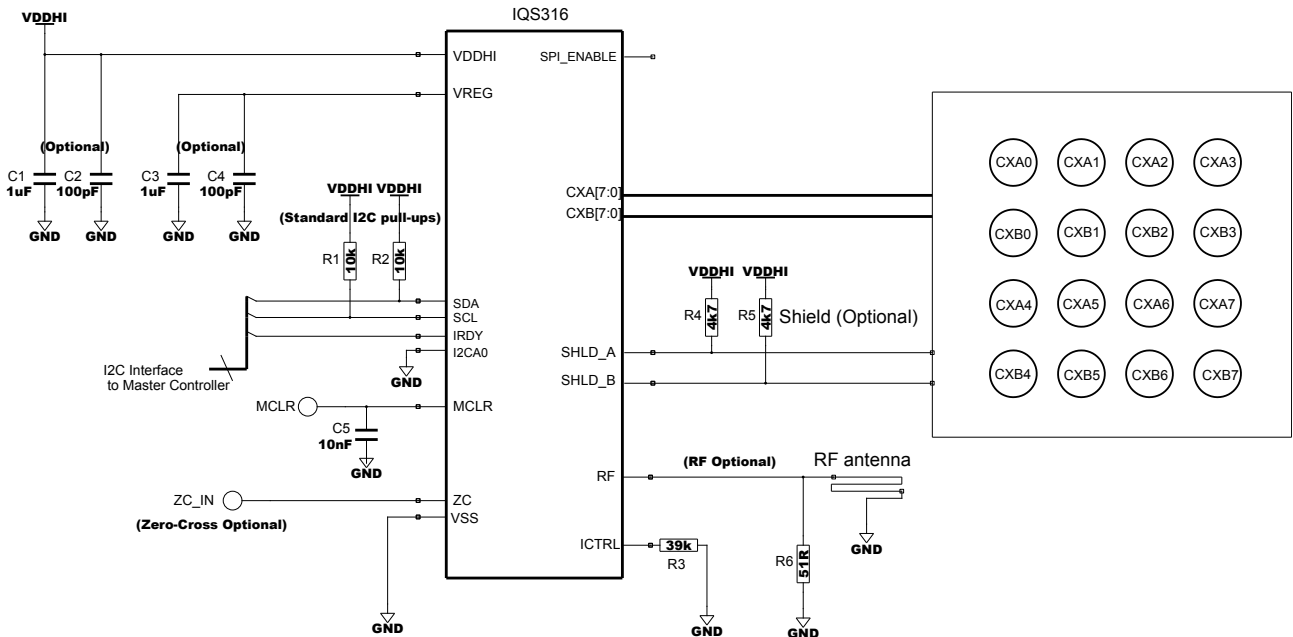 IQS316
VDDHI
VDDHI
SPI_ENABLE
VREG
(Optional)
(Optional)
C1
1uF
C2
100pF
C3
1uF
C4
100pF
GND
GND
GND
GND
VDDHI
VDDHI
(Standard I2C pull-ups)
R1
10k
R2
10k
CXA[7:0]
CXB[7:0]
CXA0
CXA1
CXA2
CXA3
CXB0
CXB1
CXB2
CXB3
CXA4
CXA5
CXA6
CXA7
CXB4
CXB5
CXB6
CXB7
VDDHI
VDDHI
R4
4k7
R5
4k7
Shield (Optional)
SDA
SCL
IRDY
I2CA0
GND
I2C Interface
to Master Controller
SHLD_A
SHLD_B
MCLR
MCLR
C5
10nF
GND
RF
(RF Optional)
RF antenna
GND
ZC_IN
ZC
(Zero-Cross Optional)
VSS
ICTRL
39k
R3
R6
51R
GND
GND
GND